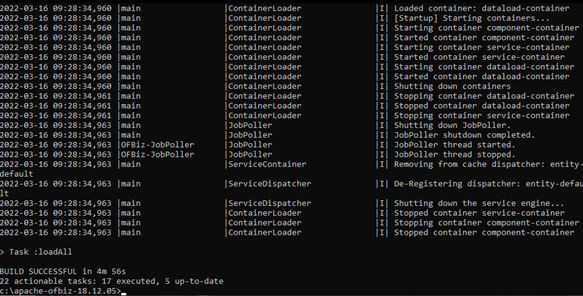 2022-03-16 09:28:34,960 |main |ContainerLoader |I| Loaded container: dataload-container
2022-03-16 09:28:34,960 |main |ContainerLoader |I| [Startup] Starting containers...
2022-03-16 09:28:34,960 |main |ContainerLoader |I| Starting container component-container
2022-03-16 09:28:34,960 |main |ContainerLoader |I| Started container component-container
2022-03-16 09:28:34,960 |main |ContainerLoader |I| Starting container service-container
2022-03-16 09:28:34,960 |main |ContainerLoader |I| Started container service-container
2022-03-16 09:28:34,960 |main |ContainerLoader |I| Starting container dataload-container
2022-03-16 09:28:34,960 |main |ContainerLoader |I| Started container dataload-container
2022-03-16 09:28:34,960 |main |ContainerLoader |I| Shutting down containers
2022-03-16 09:28:34,961 |main |ContainerLoader |I| Stopping container dataload-container
2022-03-16 09:28:34,961 |main |ContainerLoader |I| Stopped container dataload-container
2022-03-16 09:28:34,961 |main |ContainerLoader |I| Stopping container service-container
2022-03-16 09:28:34,963 |main |JobPoller |I| Shutting down JobPoller.
2022-03-16 09:28:34,963 |main |JobPoller |I| JobPoller shutdown completed.
2022-03-16 09:28:34,963 |OFBiz-JobPoller |JobPoller |I| JobPoller thread started.
2022-03-16 09:28:34,963 |OFBiz-JobPoller |JobPoller |I| JobPoller thread stopped.
2022-03-16 09:28:34,963 |main |ServiceContainer |I| Removing from cache dispatcher: entity-
default
2022-03-16 09:28:34,963 |main |ServiceDispatcher |I| De-Registering dispatcher: entity-defau
lt
2022-03-16 09:28:34,963 |main |ServiceDispatcher |I| Shutting down the service engine...
2022-03-16 09:28:34,963 |main |ContainerLoader |I| Stopped container service-container
2022-03-16 09:28:34,963 |main |ContainerLoader |I| Stopping container component-container
2022-03-16 09:28:34,963 |main |ContainerLoader |I| Stopped container component-container
> Task :loadAll
BUILD SUCCESSFUL in 4m 56s
22 actionable tasks: 17 executed, 5 up-to-date
c:\apache-ofbiz-18.12.05>